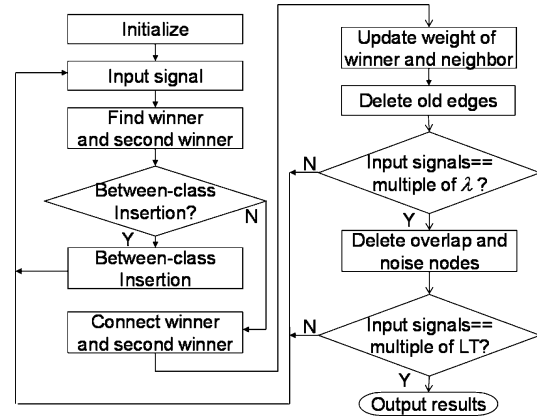 Initialize
Input signal
Find winner
and second winner
Between-class
Insertion?
N
Y
Between-class
Insertion
Connect winner
and second winner
Update weight of
winner and neighbor
Delete old edges
N
Input signals==
multiple of λ ?
Y
Delete overlap and
noise nodes
N
Input signals==
multiple of LT?
Y
Output results